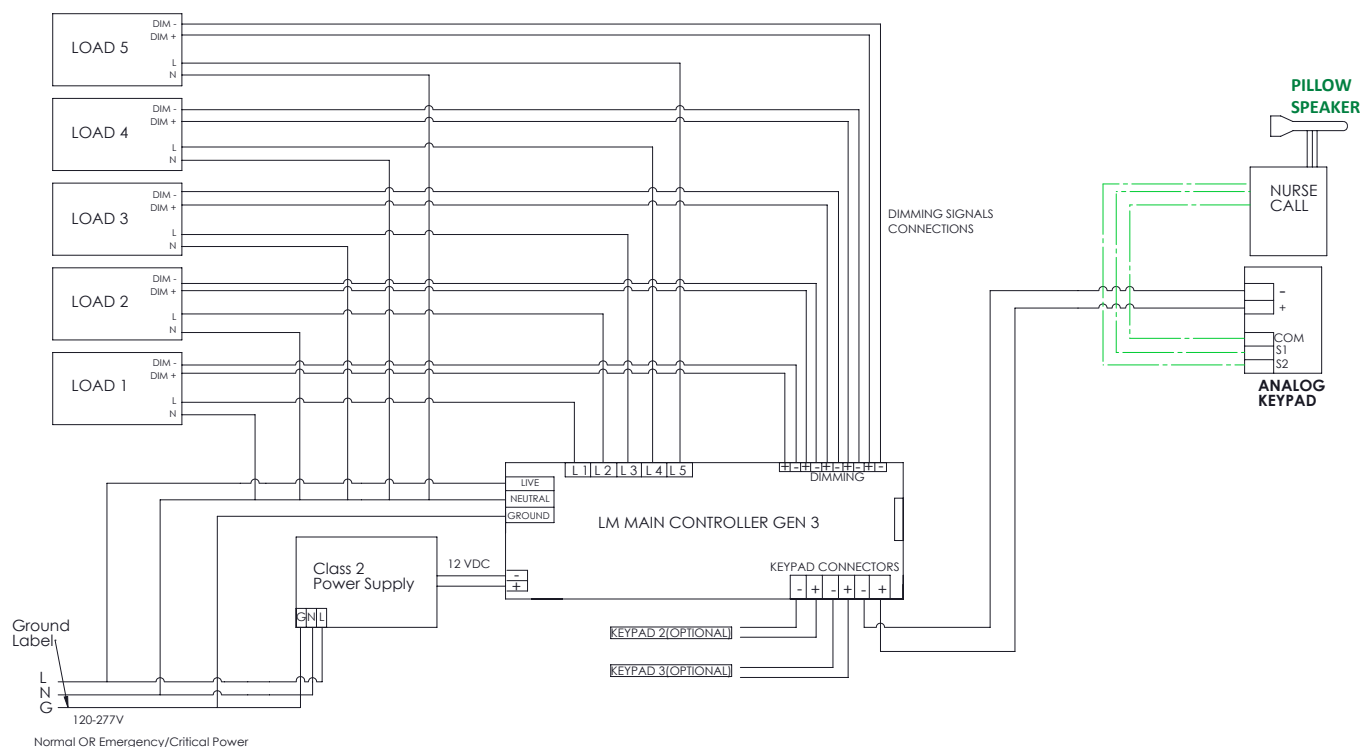 LOAD 5
DIM -
DIM +
L
N
LOAD 4
DIM -
DIM +
L
N
LOAD 3
DIM -
DIM +
L
N
LOAD 2
DIM -
DIM +
L
N
LOAD 1
DIM -
DIM +
L
N
DIMMING SIGNALS
CONNECTIONS
PILLOW
SPEAKER
NURSE
CALL
-
+
COM
S1
S2
ANALOG
KEYPAD
L 1 L 2 L 3 L 4 L 5
+ - + - + - + - + -
DIMMING
LIVE
NEUTRAL
GROUND
LM MAIN CONTROLLER GEN 3
12 VDC
-
+
KEYPAD CONNECTORS
- + - + - +
Class 2
Power Supply
G N L
KEYPAD 2(OPTIONAL)
KEYPAD 3(OPTIONAL)
Ground
Label
L
N
G
120-277V
Normal OR Emergency/Critical Power